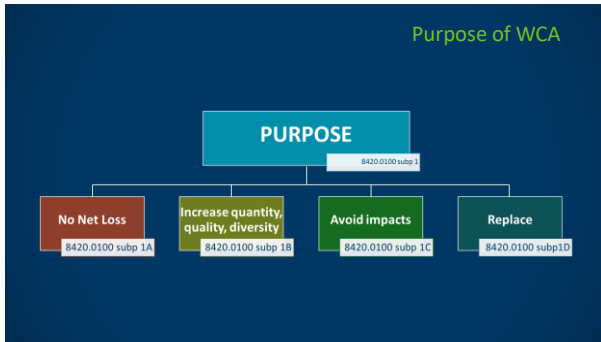 Purpose of WCA
PURPOSE
8420.0100 subp 1
No Net Loss
8420.0100 subp 1A
Increase quantity,
quality, diversity
8420.0100 subp 1B
Avoid impacts
8420.0100 subp 1C
Replace
8420.0100 subp1D